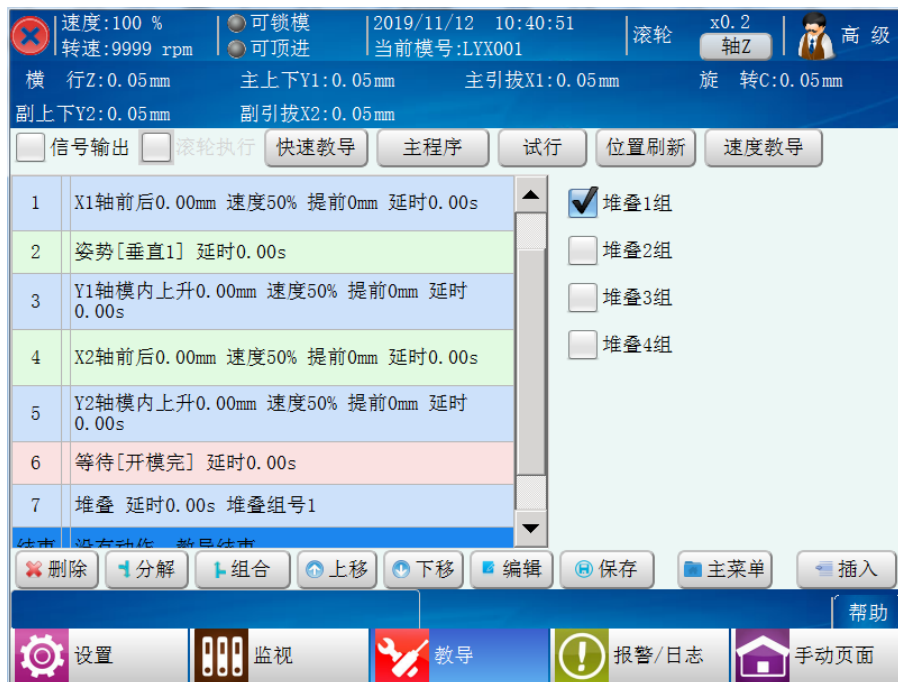 速度:100 % 可锁模 2019/11/12 10:40:51 滚轮 x0.2 高 级
转速:9999 rpm 可顶进 当前模号:LYX001 轴Z
横 行Z:0.05mm 主上下Y1:0.05mm 主引拔X1:0.05mm 旋 转C:0.05mm
副上下Y2:0.05mm 副引拔X2:0.05mm
信号输出 滚轮执行 快速教导 主程序 试行 位置刷新 速度教导
1 X1轴前后0.00mm 速度50% 提前0mm 延时0.00s 堆叠1组
2 姿势[垂直1] 延时0.00s 堆叠2组
3 Y1轴模内上升0.00mm 速度50% 提前0mm 延时
0.00s 堆叠3组
4 X2轴前后0.00mm 速度50% 提前0mm 延时0.00s 堆叠4组
5 Y2轴模内上升0.00mm 速度50% 提前0mm 延时
0.00s
6 等待[开模完] 延时0.00s
7 堆叠 延时0.00s 堆叠组号1
结束 没有动作 教导结束
删除 分解 组合 上移 下移 编辑 保存 主菜单 插入
帮助
设置 监视 教导 报警/日志 手动页面